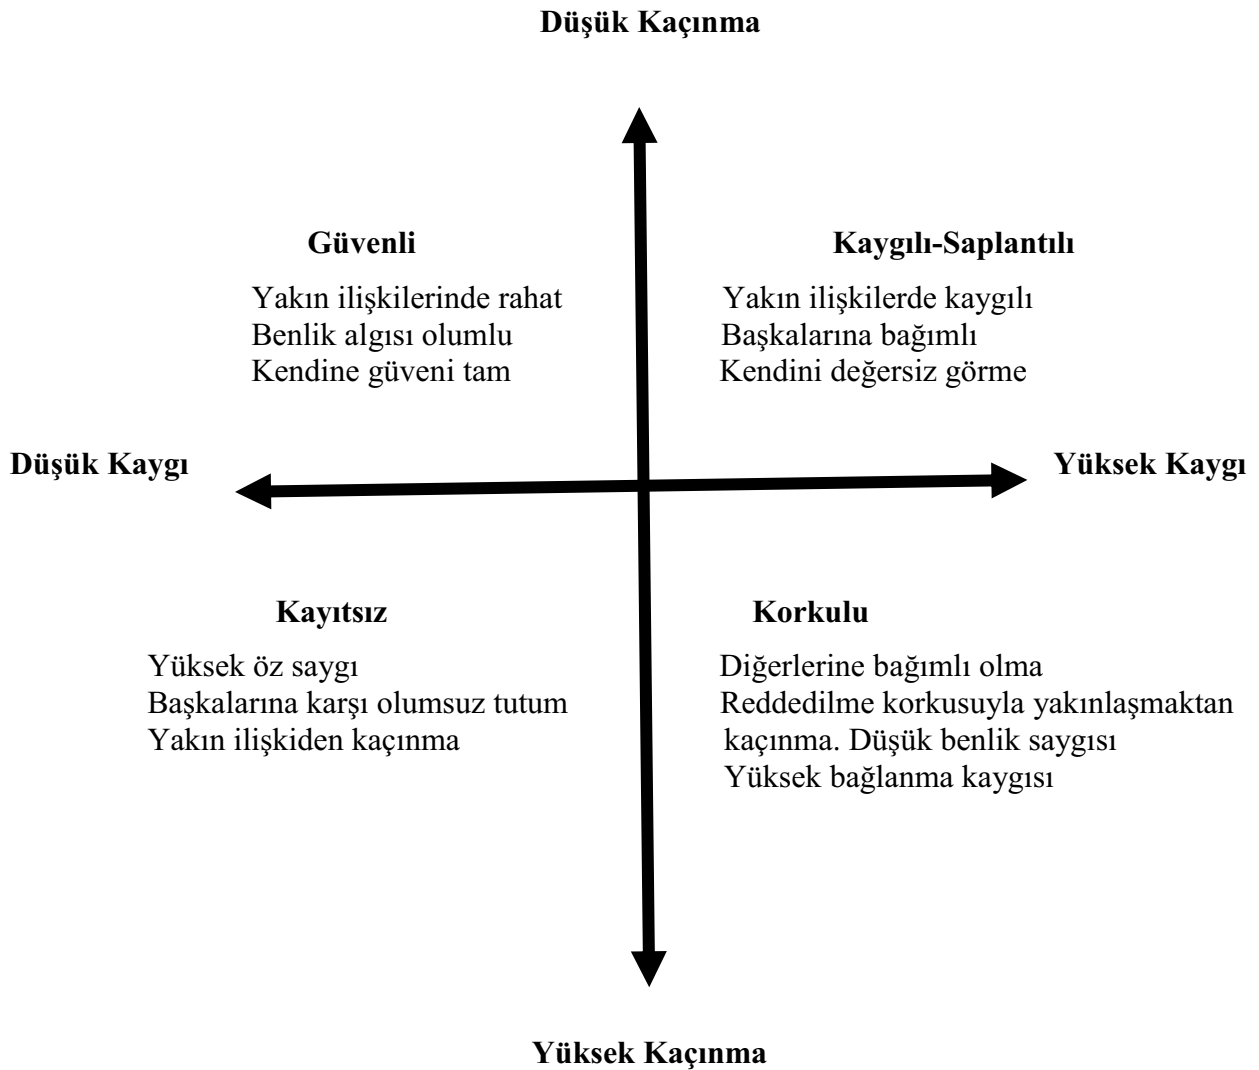 Düşük Kaçınma
Güvenli
Yakın ilişkilerinde rahat
Benlik algısı olumlu
Kendine güveni tam
Kaygılı-Saplantılı
Yakın ilişkilerde kaygılı
Başkalarına bağımlı
Kendini değersiz görme
Düşük Kaygı
Yüksek Kaygı
Kayıtsız
Yüksek öz saygı
Başkalarına karşı olumsuz tutum
Yakın ilişkiden kaçınma
Korkulu
Diğerlerine bağımlı olma
Reddedilme korkusuyla yakınlaşmaktan
kaçınma. Düşük benlik saygısı
Yüksek bağlanma kaygısı
Yüksek Kaçınma